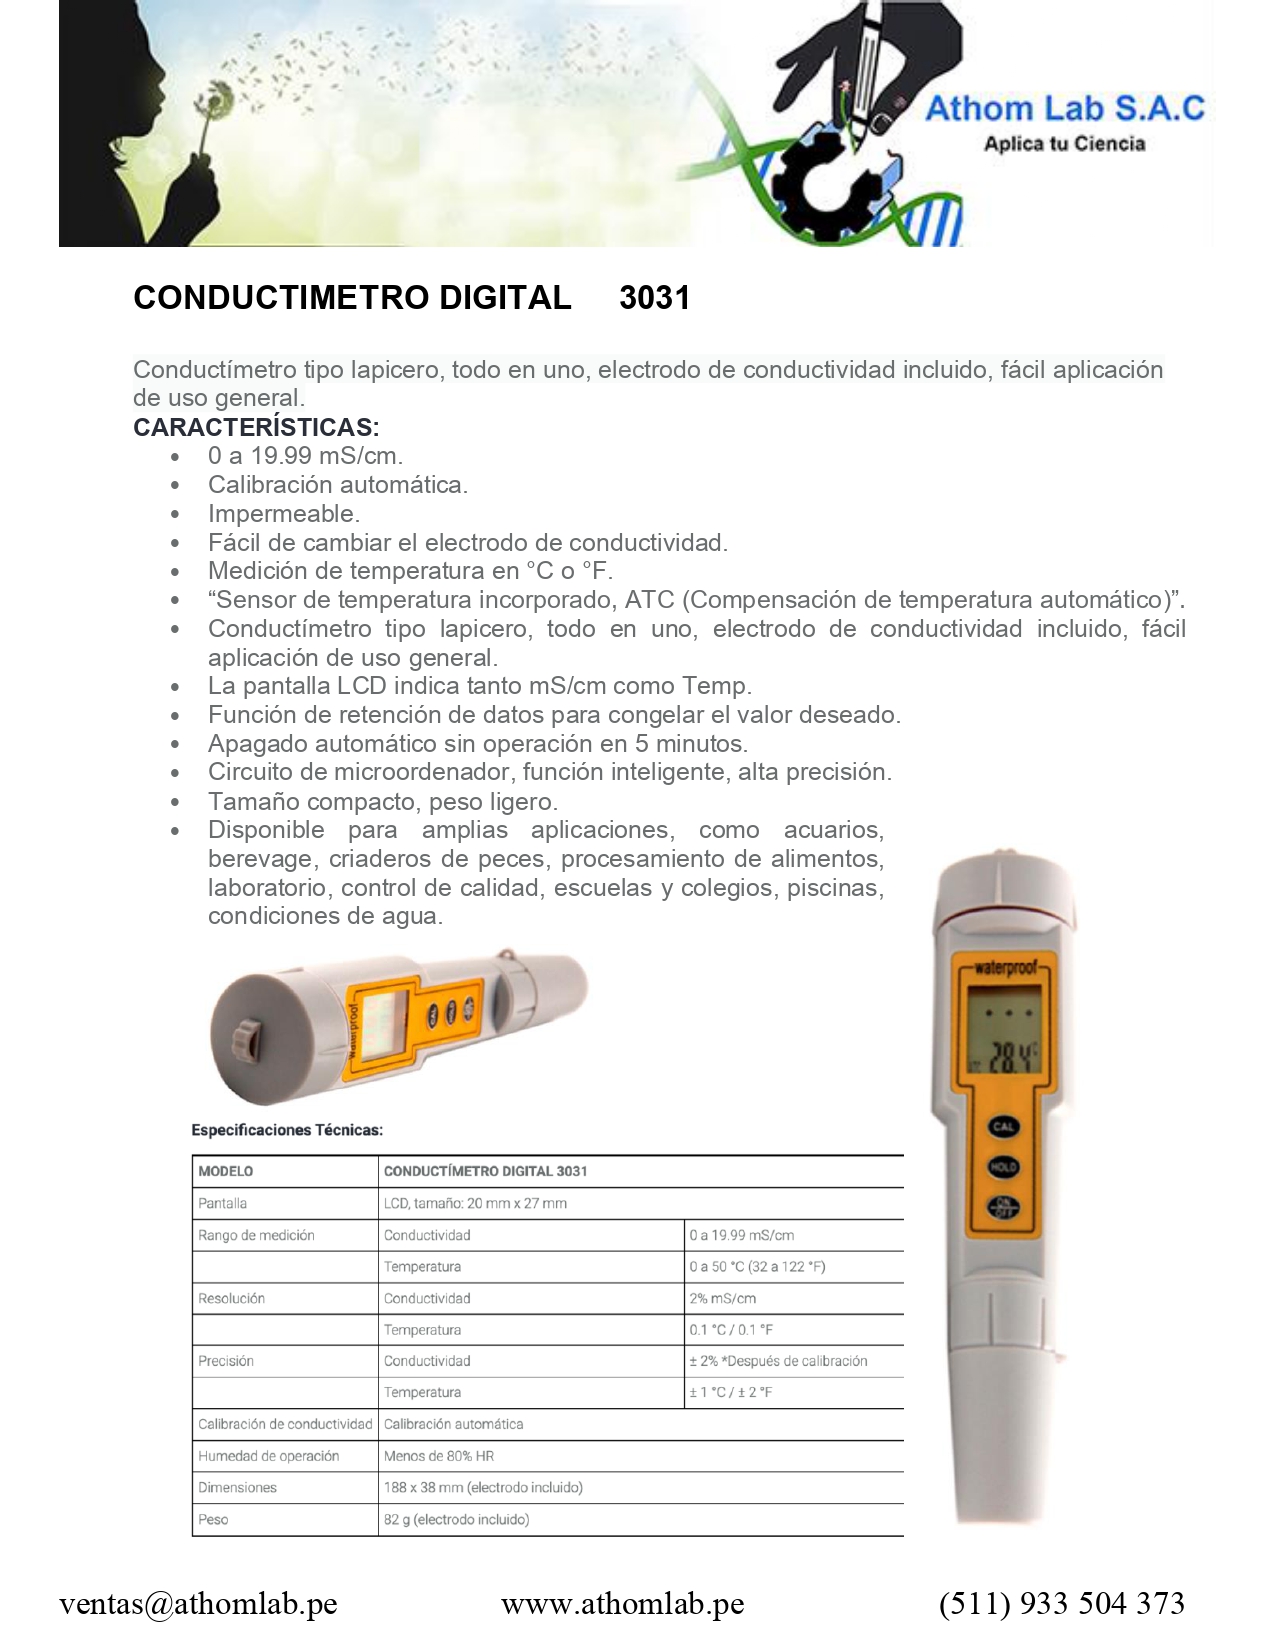 Athom Lab S.A.C
Aplica tu Ciencia
CONDUCTIMETRO DIGITAL 3031
Conductímetro tipo lapicero, todo en uno, electrodo de conductividad incluido, fácil aplicación
de uso general.
CARACTERÍSTICAS:
• 0 a 19.99 mS/cm.
• Calibración automática.
• Impermeable.
• Fácil de cambiar el electrodo de conductividad.
• Medición de temperatura en °C o °F.
• “Sensor de temperatura incorporado, ATC (Compensación de temperatura automático)”.
• Conductímetro tipo lapicero, todo en uno, electrodo de conductividad incluido, fácil
aplicación de uso general.
• La pantalla LCD indica tanto mS/cm como Temp.
• Función de retención de datos para congelar el valor deseado.
• Apagado automático sin operación en 5 minutos.
• Circuito de microordenador, función inteligente, alta precisión.
• Tamaño compacto, peso ligero.
• Disponible para amplias aplicaciones, como acuarios,
berevage, criaderos de peces, procesamiento de alimentos,
laboratorio, control de calidad, escuelas y colegios, piscinas,
condiciones de agua.
waterproof
CAL
HOLD
waterproof
28.4°C
CAL
HOLD
ON
OFF
Especificaciones Técnicas:
MODELO CONDUCTÍMETRO DIGITAL 3031
Pantalla LCD, tamaño: 20 mm x 27 mm
Rango de medición Conductividad 0 a 19.99 mS/cm
Temperatura 0 a 50 °C (32 a 122 °F)
Resolución Conductividad 2% mS/cm
Temperatura 0.1 °C / 0.1 °F
Precisión Conductividad ± 2% *Después de calibración
Temperatura ± 1 °C / ± 2 °F
Calibración de conductividad Calibración automática
Humedad de operación Menos de 80% HR
Dimensiones 188 x 38 mm (electrodo incluido)
Peso 82 g (electrodo incluido)
ventas@athomlab.pe www.athomlab.pe (511) 933 504 373